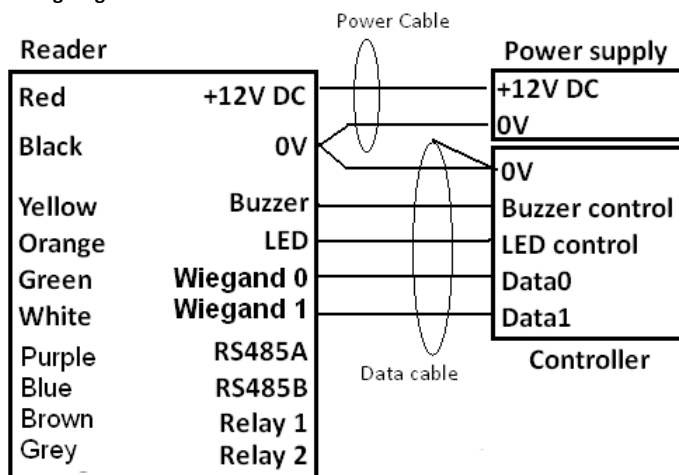 Power Cable
Reader
Power supply
Red +12V DC
+12V DC
0V
Black 0V
0V
Yellow Buzzer
Buzzer control
Orange LED
LED control
Green Wiegand 0
Data0
White Wiegand 1
Data1
Purple RS485A
Controller
Data cable
Blue RS485B
Brown Relay 1
Grey Relay 2